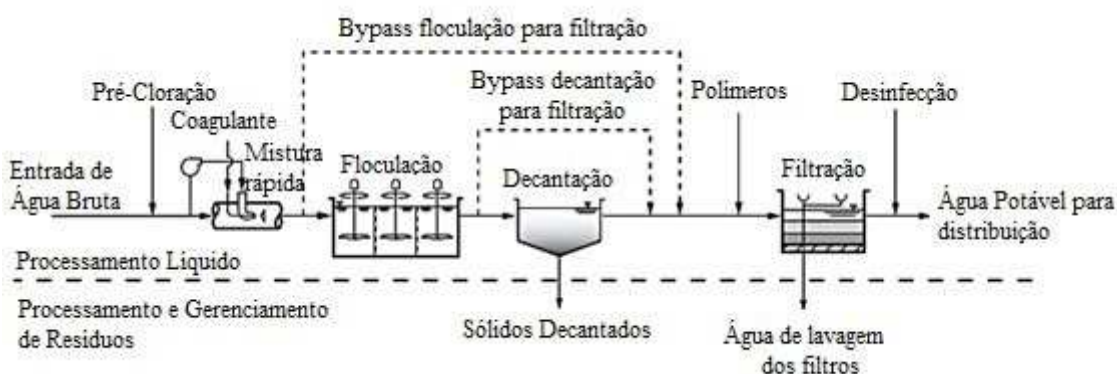 Bypass floculação para filtração
Bypass decantação
para filtração
Pré-Cloração
Coagulante
Mistura
rápida
Floculação
Decantação
Polimeros
Desinfecção
Filtração
Entrada de
Água Bruta
Água Potável para
distribuição
Processamento Liquido
Processamento e Gerenciamento
de Resíduos
Sólidos Decantados
Água de lavagem
dos filtros